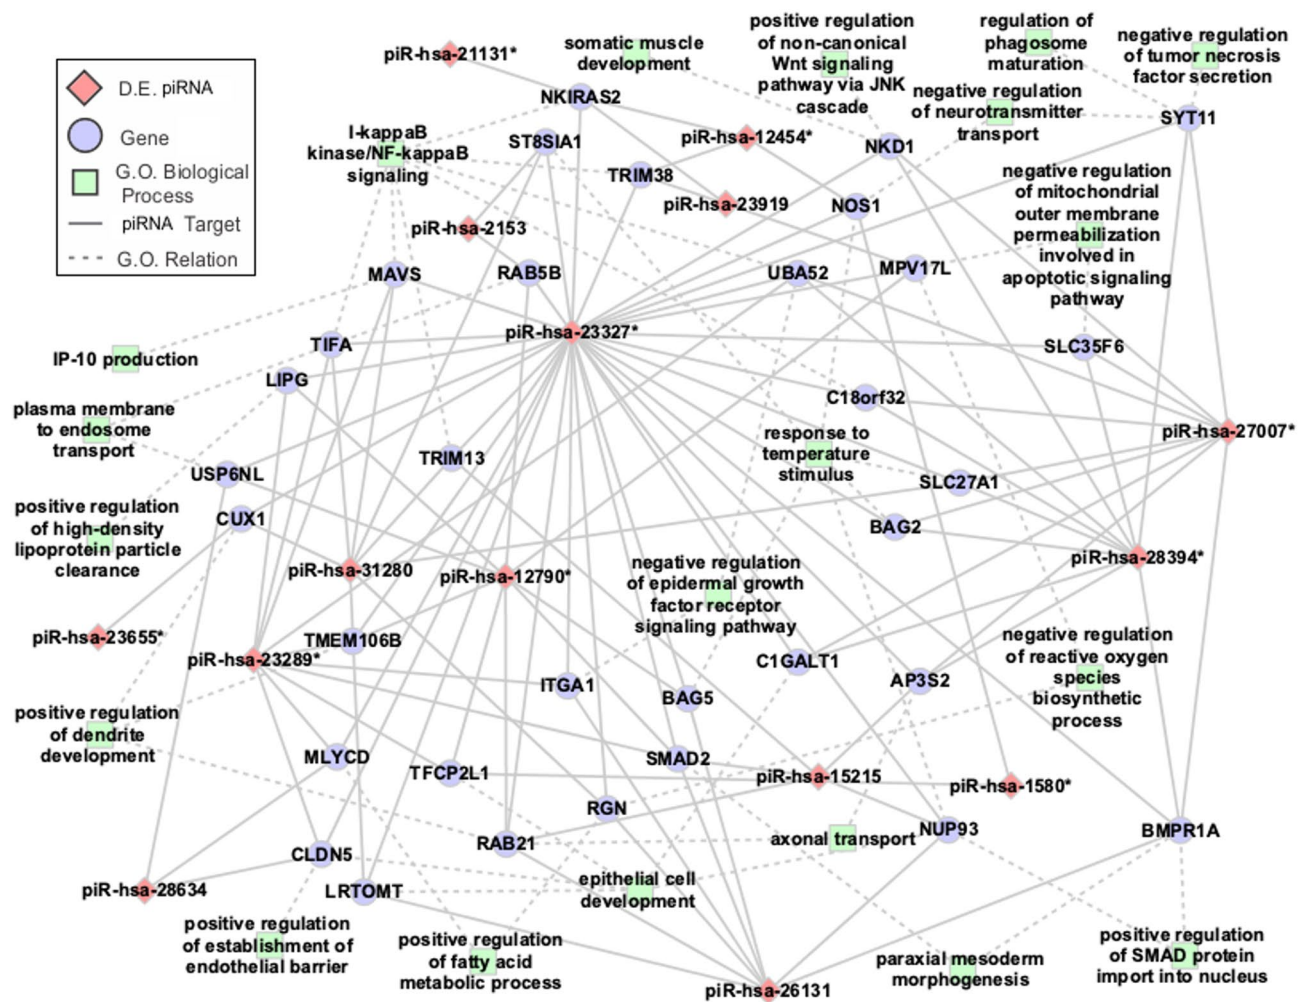 D.E. piRNA
Gene
G.O. Biological
Process
piRNA Target
G.O. Relation
piR-hsa-21131*
somatic muscle
development
positive regulation
of non-canonical
Wnt signaling
pathway via JNK
cascade
regulation of
phagosome
maturation
negative regulation
of tumor necrosis
factor secretion
NKIRAS2
negative regulation
of neurotransmitter
transport
SYT11
I-kappaB
kinase/NF-kappaB
signaling
ST8SIA1
piR-hsa-12454*
NKD1
TRIM38
negative regulation
of mitochondrial
outer membrane
permeabilization
involved in
apoptotic signaling
pathway
piR-hsa-23919
NOS1
piR-hsa-2153
MAVS
RAB5B
UBA52
MPV17L
piR-hsa-23327*
IP-10 production
TIFA
SLC35F6
LIPG
C18orf32
plasma membrane
to endosome
transport
piR-hsa-27007*
response to
temperature
stimulus
USP6NL
TRIM13
SLC27A1
CUX1
BAG2
positive regulation
of high-density
lipoprotein particle
clearance
piR-hsa-31280
piR-hsa-12790*
negative regulation
of epidermal growth
factor receptor
signaling pathway
piR-hsa-28394*
piR-hsa-23655*
TMEM106B
piR-hsa-23289*
C1GALT1
AP3S2
negative regulation
of reactive oxygen
species
biosynthetic
process
ITGA1
BAG5
positive regulation
of dendrite
development
MLYCD
TFCP2L1
SMAD2
piR-hsa-15215
piR-hsa-1580*
RGN
RAB21
axonal transport
NUP93
BMPR1A
CLDN5
piR-hsa-28634
LRTOMT
epithelial cell
development
positive regulation
of establishment of
endothelial barrier
positive regulation
of fatty acid
metabolic process
paraxial mesoderm
morphogenesis
positive regulation
of SMAD protein
import into nucleus
piR-hsa-26131